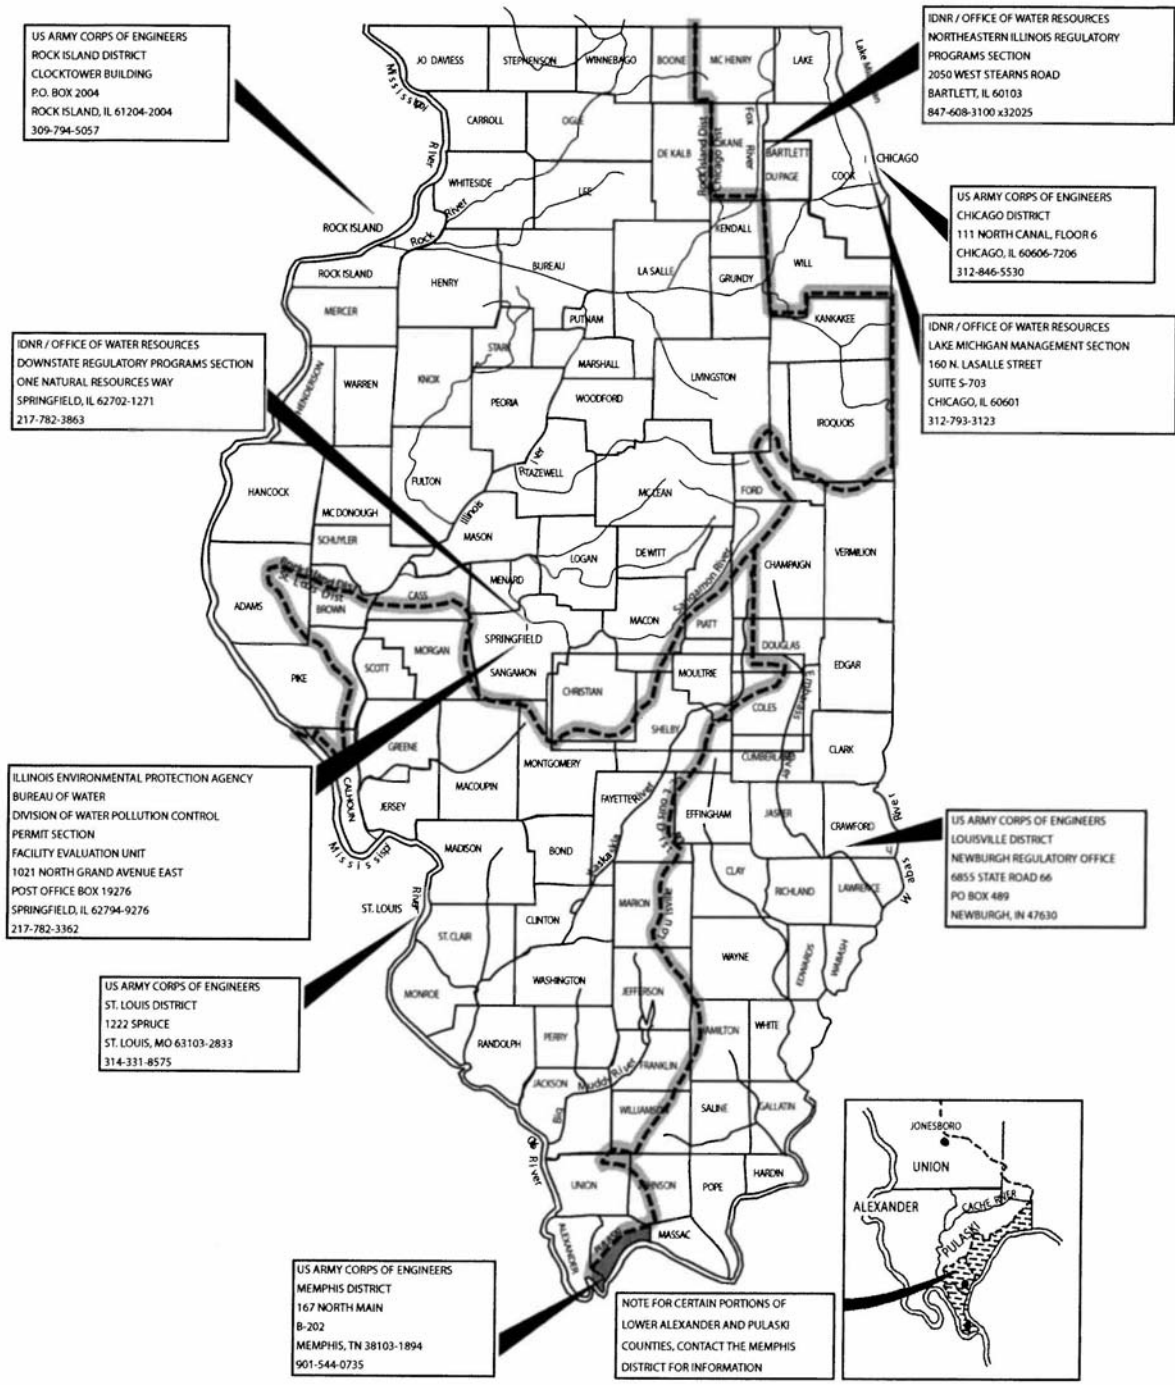 US ARMY CORPS OF ENGINEERS
ROCK ISLAND DISTRICT
CLOCKTOWER BUILDING
P.O. BOX 2004
ROCK ISLAND, IL 61204-2004
309-794-5057
IDNR / OFFICE OF WATER RESOURCES
NORTHEASTERN ILLINOIS REGULATORY
PROGRAMS SECTION
2050 WEST STEARNS ROAD
BARTLETT, IL 60103
847-608-3100 x32025
US ARMY CORPS OF ENGINEERS
CHICAGO DISTRICT
111 NORTH CANAL, FLOOR 6
CHICAGO, IL 60606-7206
312-846-5530
IDNR / OFFICE OF WATER RESOURCES
LAKE MICHIGAN MANAGEMENT SECTION
160 N. LASALLE STREET
SUITE S-703
CHICAGO, IL 60601
312-793-3123
IDNR / OFFICE OF WATER RESOURCES
DOWNSTATE REGULATORY PROGRAMS SECTION
ONE NATURAL RESOURCES WAY
SPRINGFIELD, IL 62702-1271
217-782-3863
ILLINOIS ENVIRONMENTAL PROTECTION AGENCY
BUREAU OF WATER
DIVISION OF WATER POLLUTION CONTROL
PERMIT SECTION
FACILITY EVALUATION UNIT
1021 NORTH GRAND AVENUE EAST
POST OFFICE BOX 19276
SPRINGFIELD, IL 62794-9276
217-782-3362
US ARMY CORPS OF ENGINEERS
LOUISVILLE DISTRICT
NEWBURGH REGULATORY OFFICE
6855 STATE ROAD 66
PO BOX 489
NEWBURGH, IN 47630
US ARMY CORPS OF ENGINEERS
ST. LOUIS DISTRICT
1222 SPRUCE
ST. LOUIS, MO 63103-2833
314-331-8575
US ARMY CORPS OF ENGINEERS
MEMPHIS DISTRICT
167 NORTH MAIN
B-202
MEMPHIS, TN 38103-1894
901-544-0735
NOTE FOR CERTAIN PORTIONS OF
LOWER ALEXANDER AND PULASKI
COUNTIES, CONTACT THE MEMPHIS
DISTRICT FOR INFORMATION
JO DAVIESS
STEPHENSON
WINNEBAGO
BOONE
MC HENRY
LAKE
Mississippi
River
CARROLL
OGLE
DE KALB
Rock Island Dist
Chicago Dist
KANE
Fox
River
BARTLETT
DU PAGE
COOK
CHICAGO
WHITESIDE
LEE
Rock
River
ROCK ISLAND
ROCK ISLAND
HENRY
BUREAU
LA SALLE
KENDALL
GRUNDY
WILL
KANKAKEE
MERCER
PUTNAM
STARK
MARSHALL
LIVINGSTON
HENDERSON
WARREN
KNOX
PEORIA
WOODFORD
IROQUOIS
HANCOCK
MC DONOUGH
FULTON
TAZEWELL
MC LEAN
FORD
Illinois
River
SCHUYLER
MASON
LOGAN
DE WITT
CHAMPAIGN
VERMILION
Rock Island Dist
St. Louis Dist
ADAMS
BROWN
CASS
MENARD
MACON
PIATT
Sangamon River
SPRINGFIELD
SANGAMON
DOUGLAS
EDGAR
PIKE
SCOTT
MORGAN
CHRISTIAN
MOULTRIE
COLES
Embarass
River
SHELBY
CUMBERLAND
CLARK
GREENE
MACOUPIN
MONTGOMERY
CALHOUN
JERSEY
FAYETTE
Kaskaskia
River
EFFINGHAM
JASPER
CRAWFORD
Mississippi
River
MADISON
BOND
CLAY
RICHLAND
LAWRENCE
ST. LOUIS
ST. CLAIR
CLINTON
MARION
WAYNE
EDWARDS
WABASH
MONROE
WASHINGTON
JEFFERSON
RANDOLPH
PERRY
HAMILTON
WHITE
FRANKLIN
JACKSON
Big
Muddy River
WILLIAMSON
SALINE
GALLATIN
River
UNION
JOHNSON
POPE
HARDIN
ALEXANDER
PULASKI
MASSAC
JONESBORO
UNION
ALEXANDER
CACHE RIVER
PULASKI